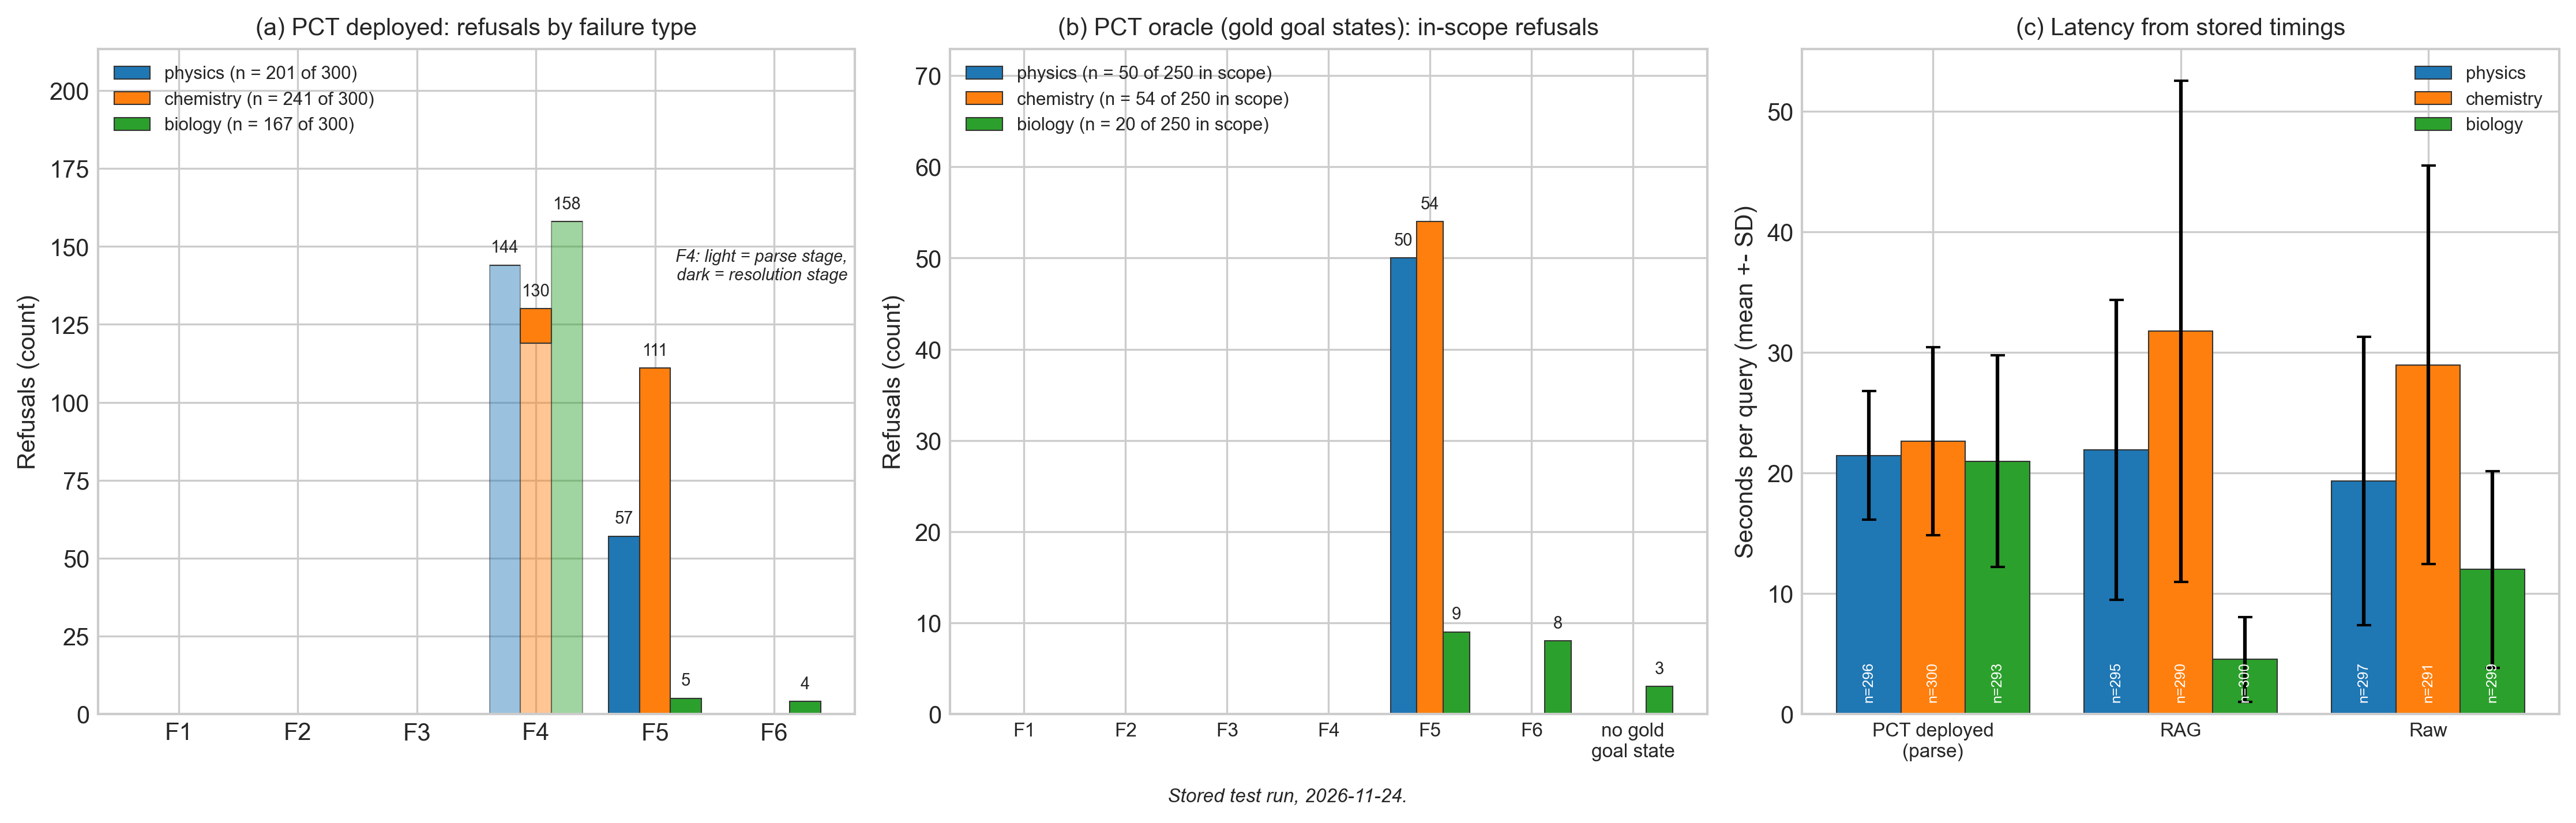 (a) PCT deployed: refusals by failure type
physics (n = 201 of 300)
chemistry (n = 241 of 300)
biology (n = 167 of 300)
Refusals (count)
200
175
150
125
100
75
50
25
0
144
130
158
57
111
5
4
F4: light = parse stage,
dark = resolution stage
F1 F2 F3 F4 F5 F6
(b) PCT oracle (gold goal states): in-scope refusals
physics (n = 50 of 250 in scope)
chemistry (n = 54 of 250 in scope)
biology (n = 20 of 250 in scope)
Refusals (count)
70
60
50
40
30
20
10
0
50
54
9
8
3
F1 F2 F3 F4 F5 F6 no gold
goal state
(c) Latency from stored timings
physics
chemistry
biology
Seconds per query (mean +- SD)
50
40
30
20
10
0
n=296
n=300
n=293
n=295
n=290
n=300
n=297
n=291
n=299
PCT deployed
(parse)
RAG
Raw
Stored test run, 2026-11-24.